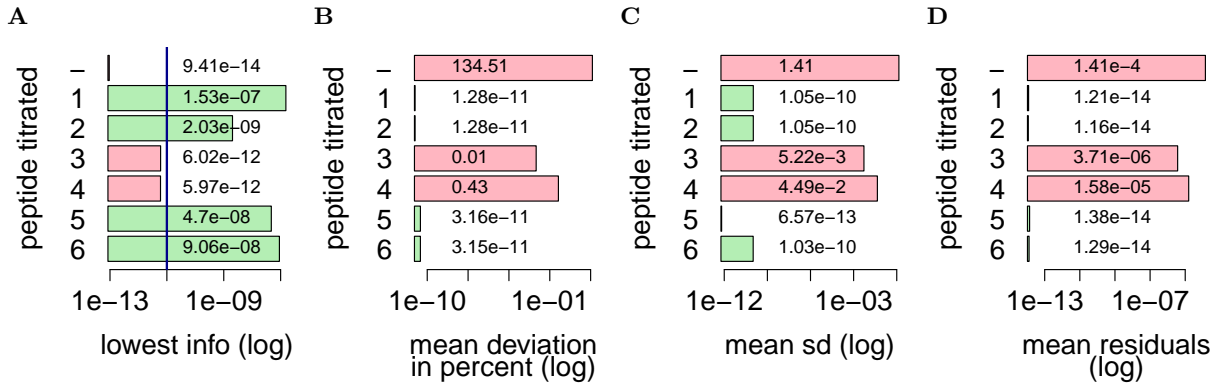 A
peptide titrated
–
1
2
3
4
5
6
9.41e−14
1.53e−07
2.03e−09
6.02e−12
5.97e−12
4.7e−08
9.06e−08
1e−13
1e−09
lowest info (log)
B
peptide titrated
–
1
2
3
4
5
6
134.51
1.28e−11
1.28e−11
0.01
0.43
3.16e−11
3.15e−11
1e−10
1e−01
mean deviation
in percent (log)
C
peptide titrated
–
1
2
3
4
5
6
1.41
1.05e−10
1.05e−10
5.22e−3
4.49e−2
6.57e−13
1.03e−10
1e−12
1e−03
mean sd (log)
D
peptide titrated
–
1
2
3
4
5
6
1.41e−4
1.21e−14
1.16e−14
3.71e−06
1.58e−05
1.38e−14
1.29e−14
1e−13
1e−07
mean residuals
(log)